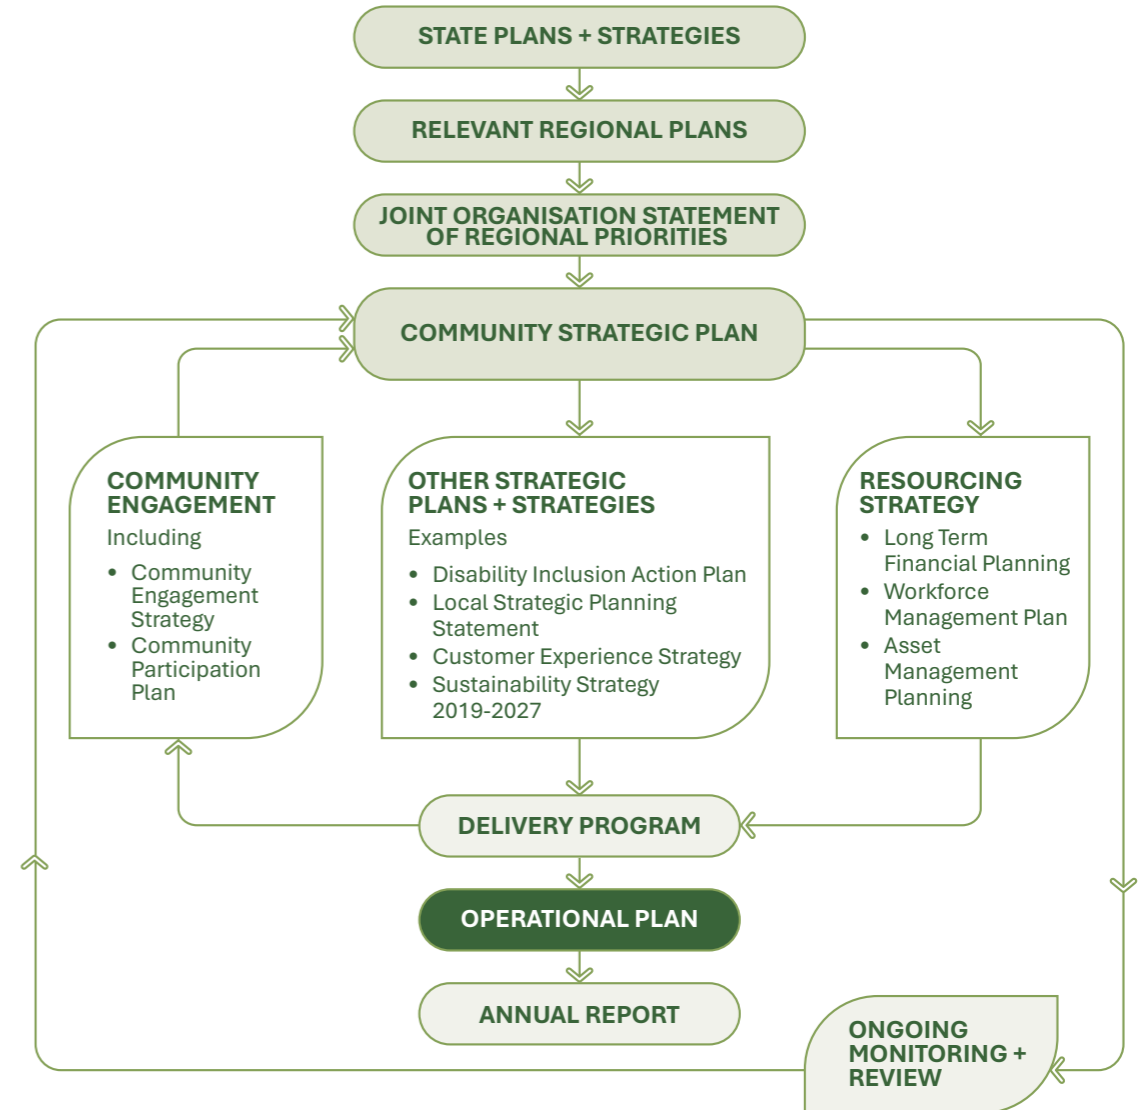 STATE PLANS + STRATEGIES
RELEVANT REGIONAL PLANS
JOINT ORGANISATION STATEMENT
OF REGIONAL PRIORITIES
COMMUNITY STRATEGIC PLAN
COMMUNITY
ENGAGEMENT
Including
• Community
Engagement
Strategy
• Community
Participation
Plan
OTHER STRATEGIC
PLANS + STRATEGIES
Examples
• Disability Inclusion Action Plan
• Local Strategic Planning
Statement
• Customer Experience Strategy
• Sustainability Strategy
2019-2027
RESOURCING
STRATEGY
• Long Term
Financial Planning
• Workforce
Management Plan
• Asset
Management
Planning
DELIVERY PROGRAM
OPERATIONAL PLAN
ANNUAL REPORT
ONGOING
MONITORING +
REVIEW